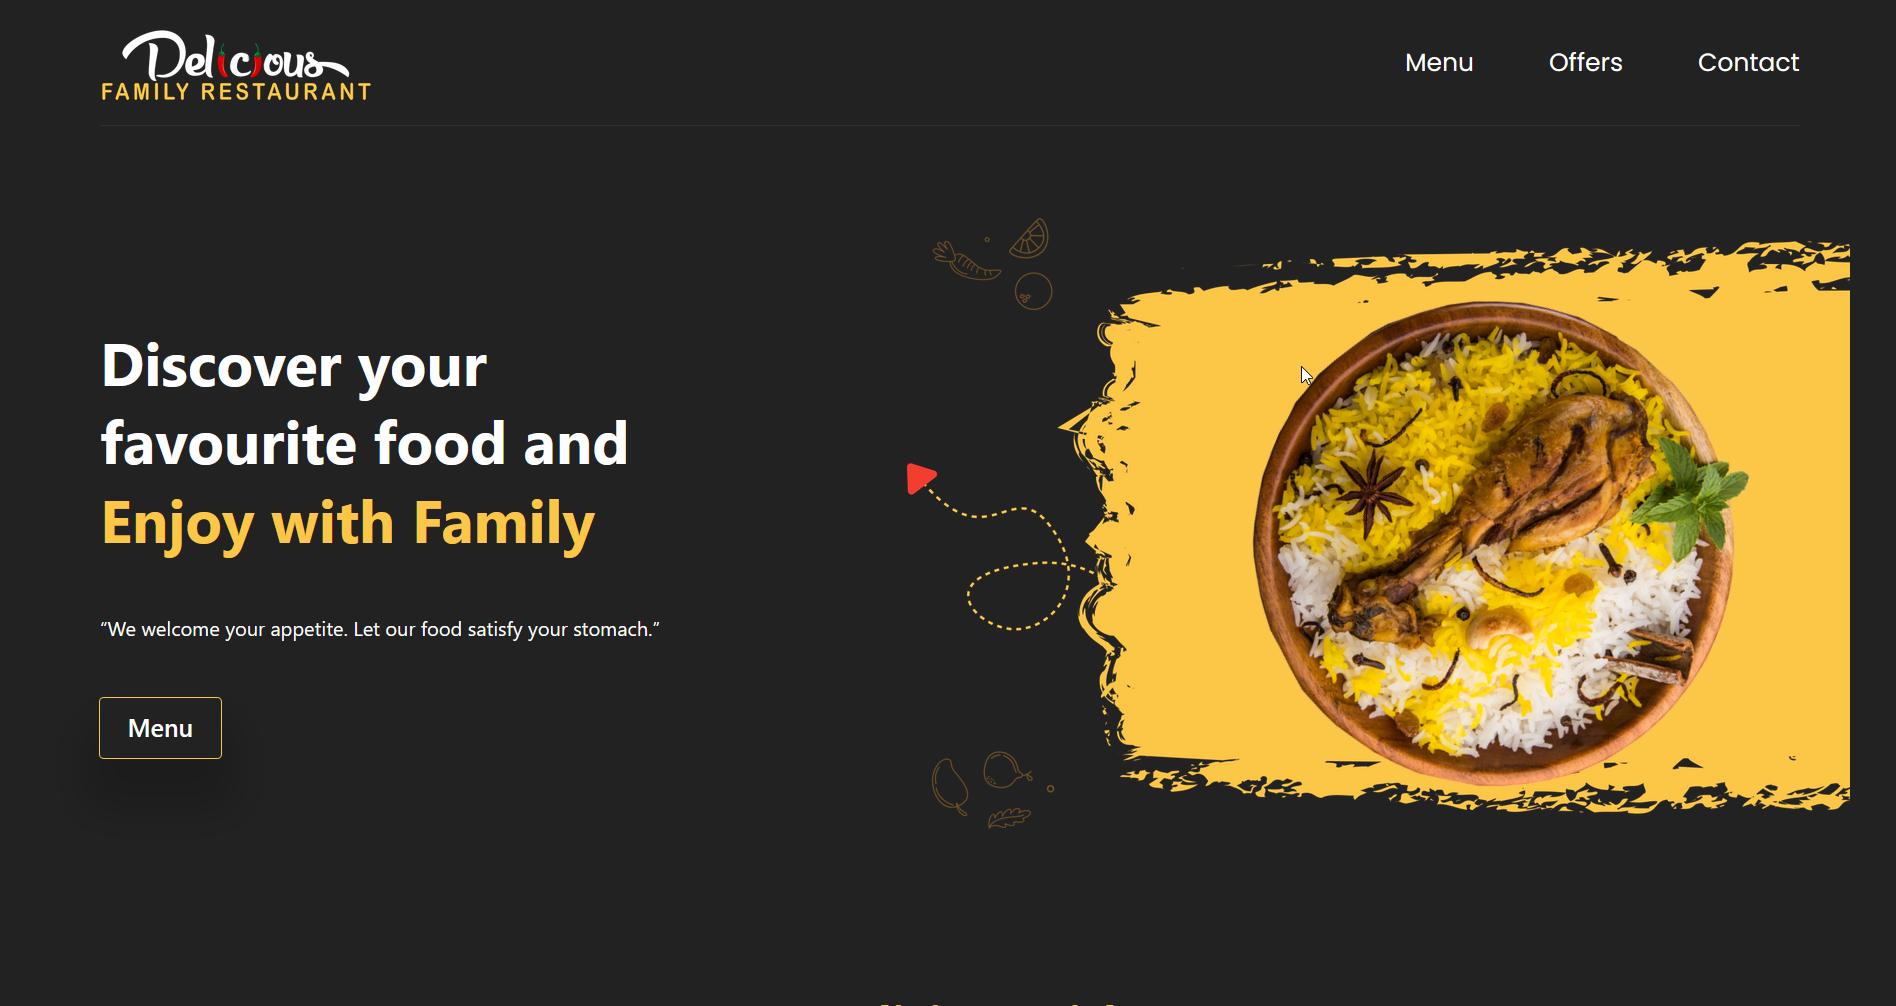 Delicious
FAMILY RESTAURANT
Menu
Offers
Contact
Discover your
favourite food and
Enjoy with Family
“We welcome your appetite. Let our food satisfy your stomach.”
Menu